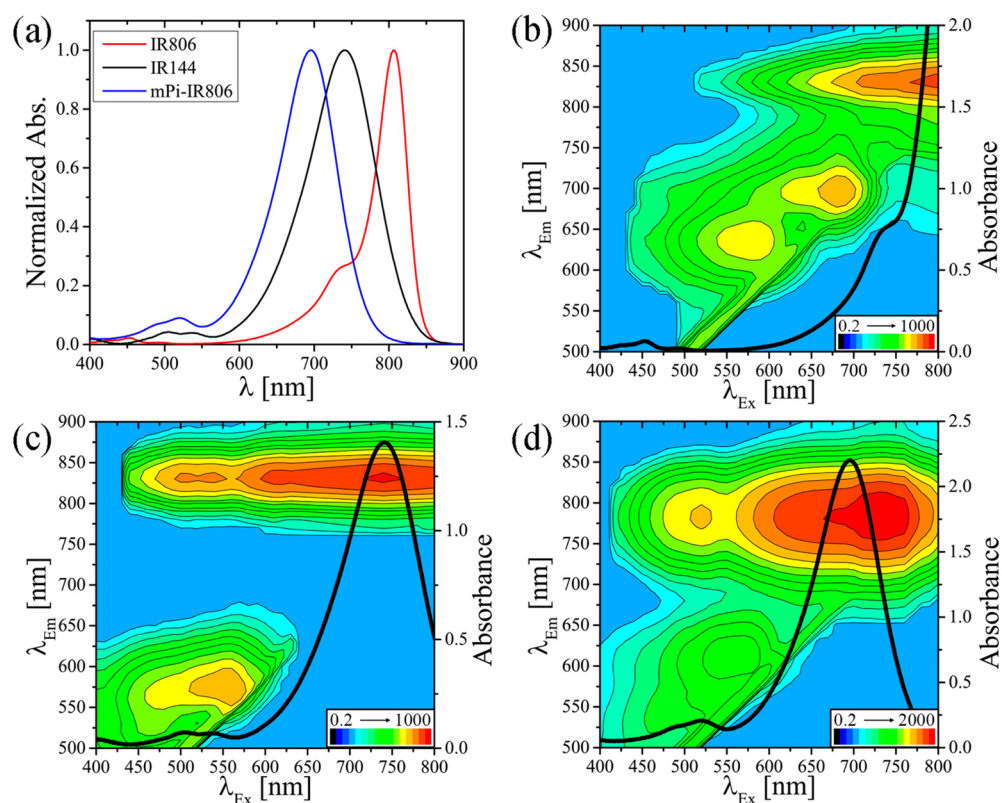 (a)
Normalized Abs.
1.0
0.8
0.6
0.4
0.2
0.0
IR806
IR144
mPi-IR806
400 500 600 700 800 900
λ [nm]
(b)
λEm [nm]
900
850
800
750
700
650
600
550
500
2.0
1.5
1.0
0.5
0.0
Absorbance
0.2 → 1000
400 450 500 550 600 650 700 750 800
λEx [nm]
(c)
λEm [nm]
900
850
800
750
700
650
600
550
500
1.5
1.0
0.5
0.0
Absorbance
0.2 → 1000
400 450 500 550 600 650 700 750 800
λEx [nm]
(d)
λEm [nm]
900
850
800
750
700
650
600
550
500
2.5
2.0
1.5
1.0
0.5
0.0
Absorbance
0.2 → 2000
400 450 500 550 600 650 700 750 800
λEx [nm]